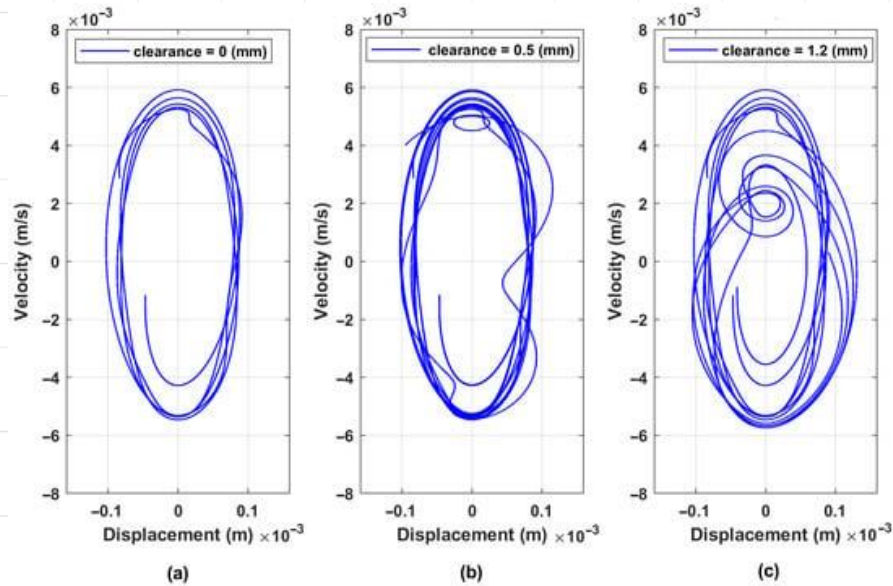 ×10⁻³ ×10⁻³ ×10⁻³
8 8 8
clearance = 0 (mm) clearance = 0.5 (mm) clearance = 1.2 (mm)
6 6 6
4 4 4
2 2 2
Velocity (m/s) Velocity (m/s) Velocity (m/s)
0 0 0
−2 −2 −2
−4 −4 −4
−6 −6 −6
−8 −8 −8
−0.1 0 0.1 −0.1 0 0.1 −0.1 0 0.1
Displacement (m) ×10⁻³ Displacement (m) ×10⁻³ Displacement (m) ×10⁻³
(a) (b) (c)